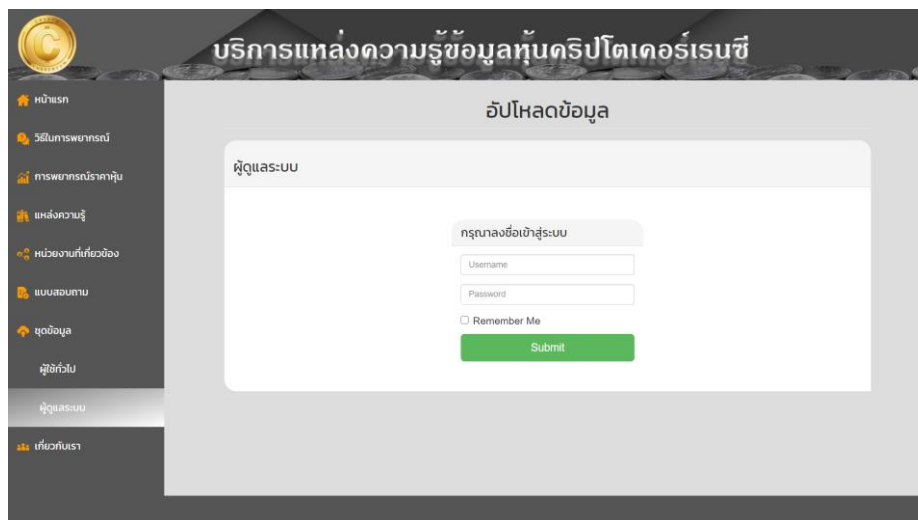 บริการแหล่งความรู้ข้อมูลหุ้นคริปโตเคอร์เรนซี
หน้าแรก
วิธีในการพยากรณ์
การพยากรณ์ราคาหุ้น
แหล่งความรู้
หน่วยงานที่เกี่ยวข้อง
แบบสอบถาม
ชุดข้อมูล
ผู้ใช้ทั่วไป
ผู้ดูแลระบบ
เกี่ยวกับเรา
อัปโหลดข้อมูล
ผู้ดูแลระบบ
กรุณาลงชื่อเข้าสู่ระบบ
Username
Password
Remember Me
Submit